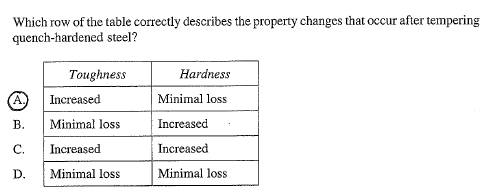 Which row of the table correctly describes the property changes that occur after tempering
quench-hardened steel?
Toughness Hardness
A. Increased Minimal loss
B. Minimal loss Increased
C. Increased Increased
D. Minimal loss Minimal loss